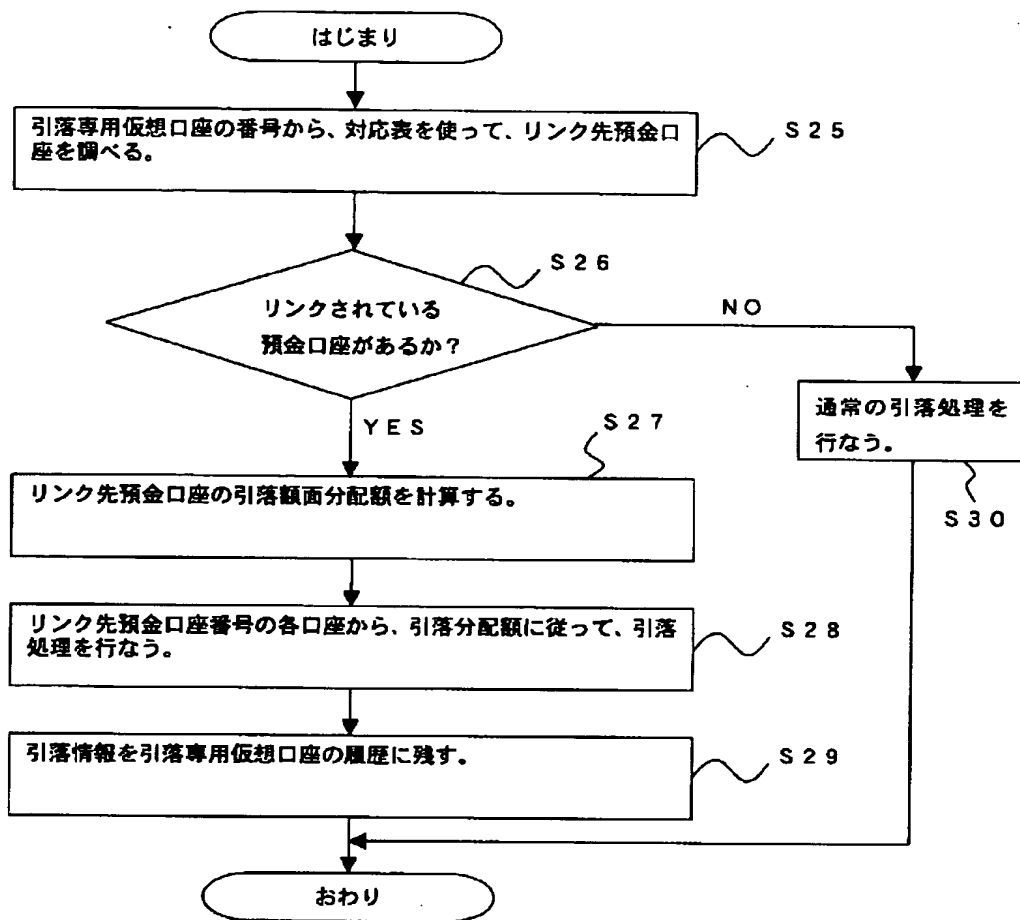 はじまり
引落専用仮想口座の番号から、対応表を使って、リンク先預金口
座を調べる。
S25
S26
リンクされている
預金口座があるか？
NO
YES
通常の引落処理を
行なう。
S30
S27
リンク先預金口座の引落額面分配額を計算する。
リンク先預金口座番号の各口座から、引落分配額に従って、引落
処理を行なう。
S28
引落情報を引落専用仮想口座の履歴に残す。
S29
おわり